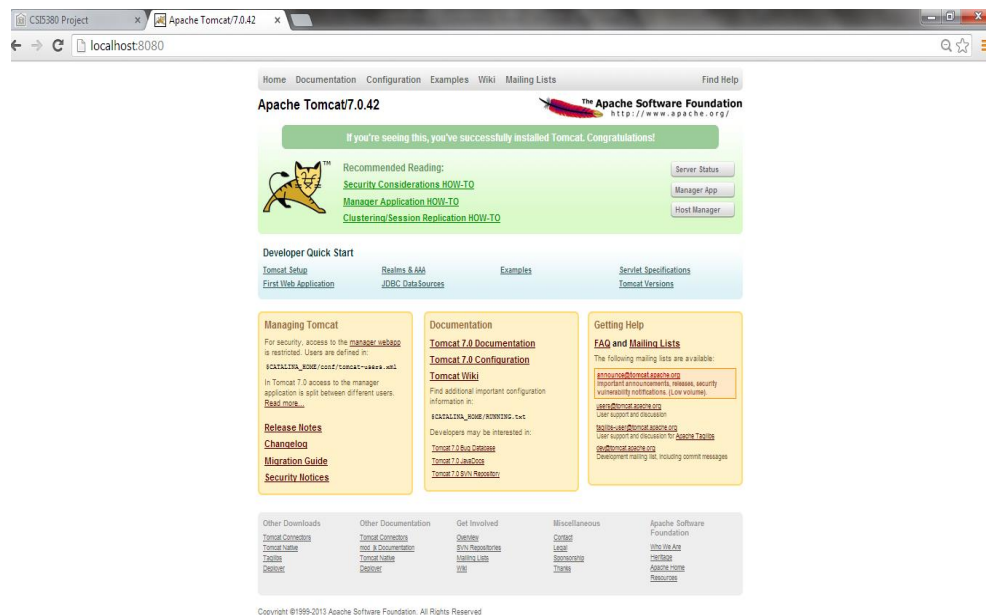 CSI5380 Project
Apache Tomcat/7.0.42
localhost:8080
Home Documentation Configuration Examples Wiki Mailing Lists Find Help
Apache Tomcat/7.0.42
The Apache Software Foundation
http://www.apache.org/
If you're seeing this, you've successfully installed Tomcat. Congratulations!
TM
Recommended Reading:
Security Considerations HOW-TO
Manager Application HOW-TO
Clustering/Session Replication HOW-TO
Server Status
Manager App
Host Manager
Developer Quick Start
Tomcat Setup
First Web Application
Realms & AAA
JDBC DataSources
Examples
Servlet Specifications
Tomcat Versions
Managing Tomcat
For security, access to the manager webapp
is restricted. Users are defined in:
$CATALINA_HOME/conf/tomcat-users.xml
In Tomcat 7.0 access to the manager
application is split between different users.
Read more...
Release Notes
Changelog
Migration Guide
Security Notices
Documentation
Tomcat 7.0 Documentation
Tomcat 7.0 Configuration
Tomcat Wiki
Find additional important configuration
information in:
$CATALINA_HOME/RUNNING.txt
Developers may be interested in:
Tomcat 7.0 Bug Database
Tomcat 7.0 JavaDocs
Tomcat 7.0 SVN Repository
Getting Help
FAQ and Mailing Lists
The following mailing lists are available:
announce@tomcat.apache.org
Important announcements, releases, security
vulnerability notifications. (Low volume).
users@tomcat.apache.org
User support and discussion
taglibs-user@tomcat.apache.org
User support and discussion for Apache Taglibs
dev@tomcat.apache.org
Development mailing list, including commit messages
Other Downloads
Tomcat Connectors
Tomcat Native
Taglibs
Deployer
Other Documentation
Tomcat Connectors
mod_jk Documentation
Tomcat Native
Deployer
Get Involved
Overview
SVN Repositories
Mailing Lists
Wiki
Miscellaneous
Contact
Legal
Sponsorship
Thanks
Apache Software
Foundation
Who We Are
Heritage
Apache Home
Resources
Copyright ©1999-2013 Apache Software Foundation. All Rights Reserved